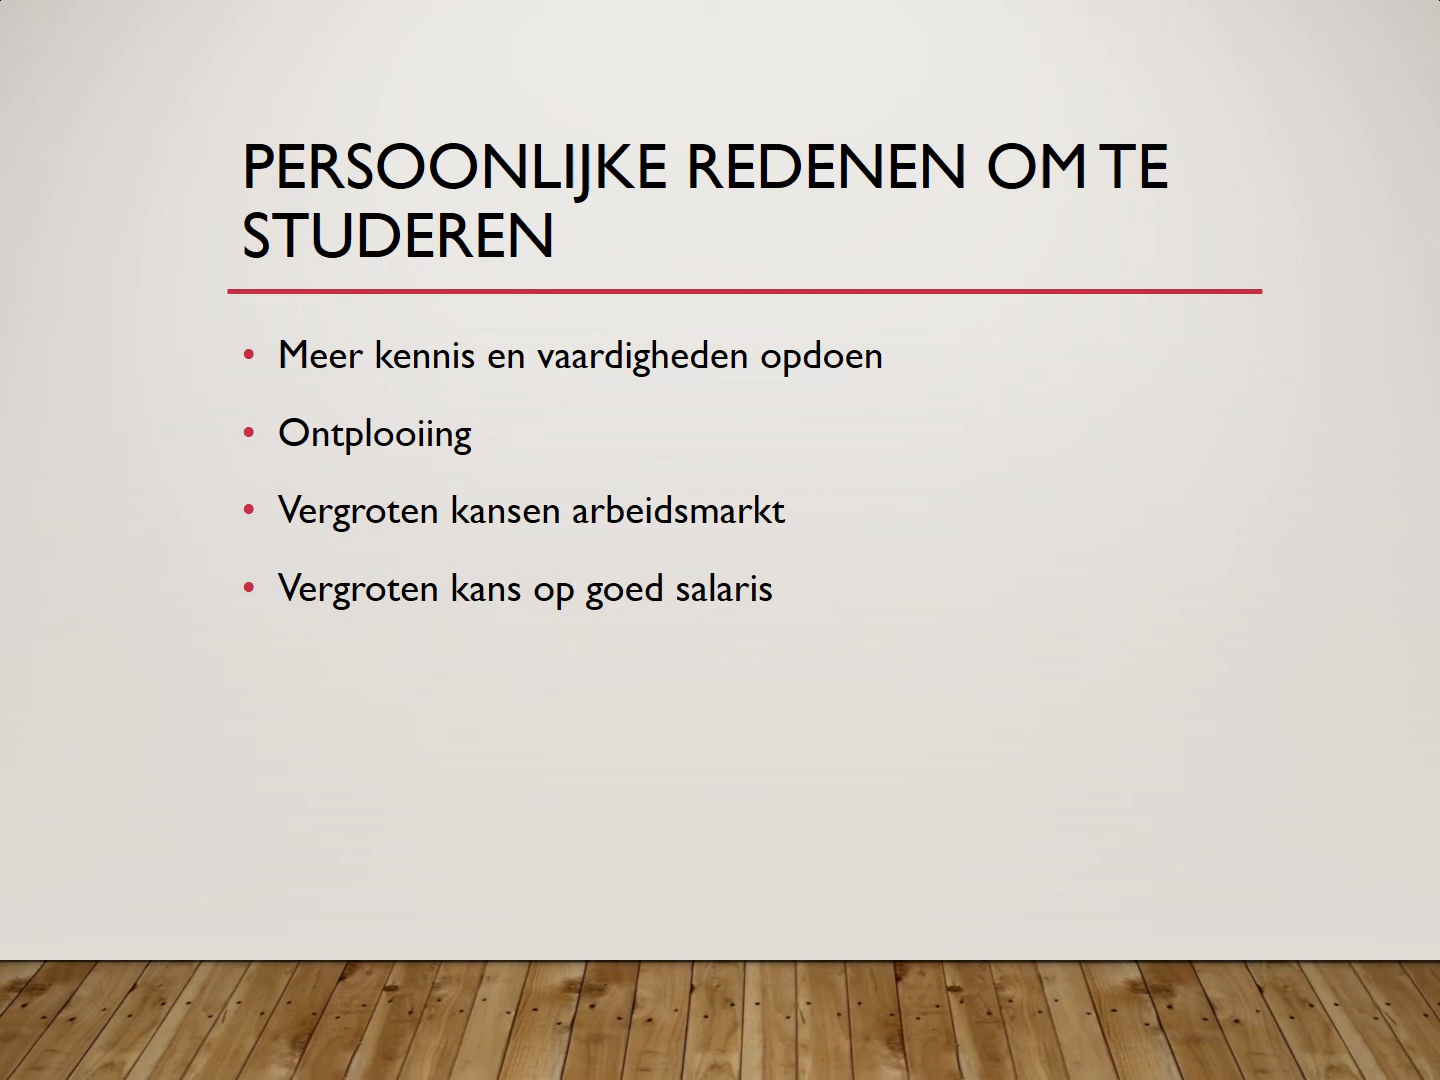 PERSOONLIJKE REDENEN OM TE
STUDEREN
• Meer kennis en vaardigheden opdoen
• Ontplooiing
• Vergroten kansen arbeidsmarkt
• Vergroten kans op goed salaris